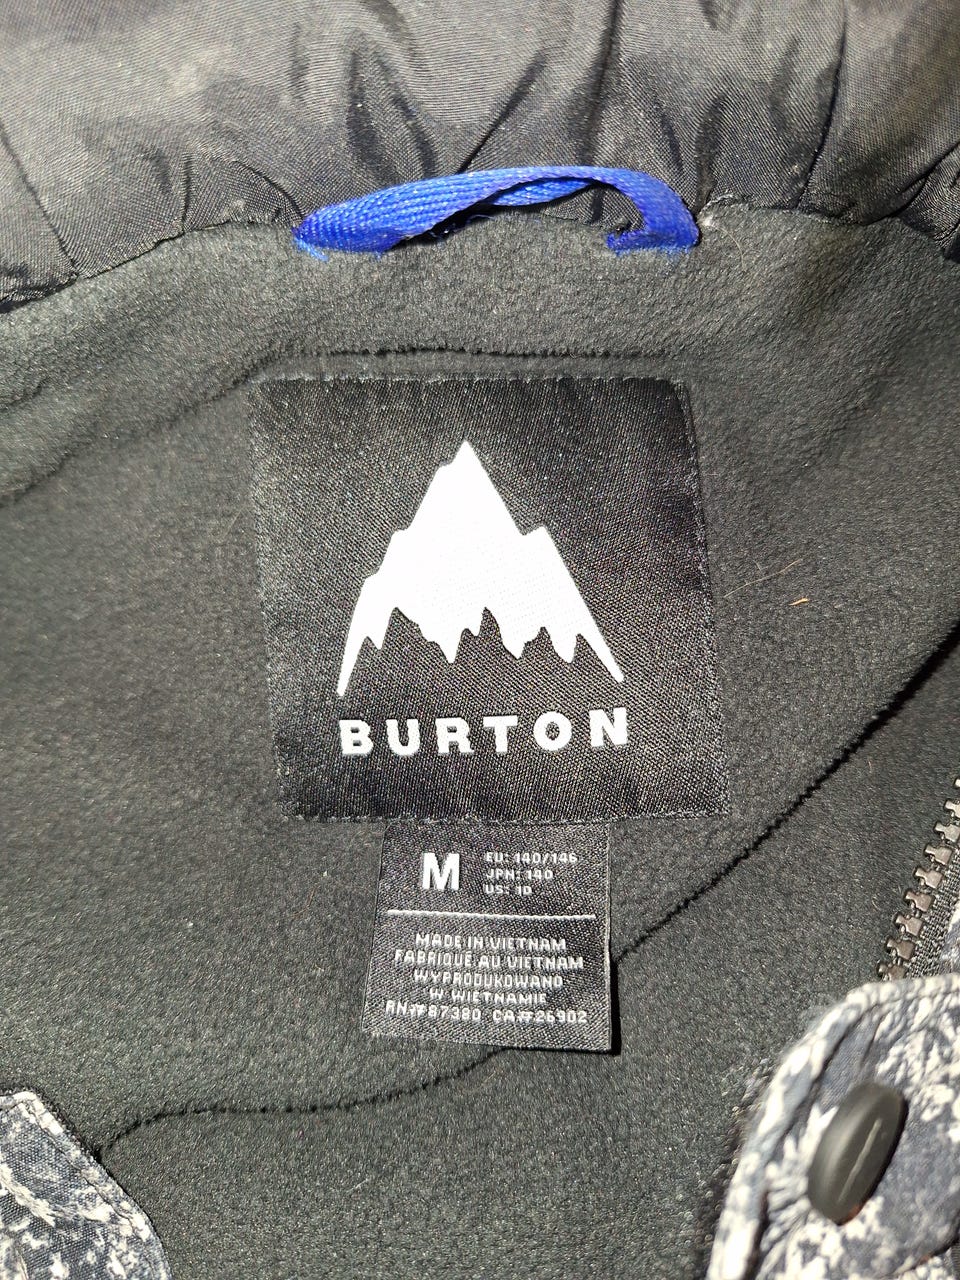 BURTON
M
EU: 140/146
JPN: 140
US: 10
MADE IN VIETNAM
FABRIQUÉ AU VIETNAM
WYPRODUKOWANO
W WIETNAMIE
RN#87380 CA#26902